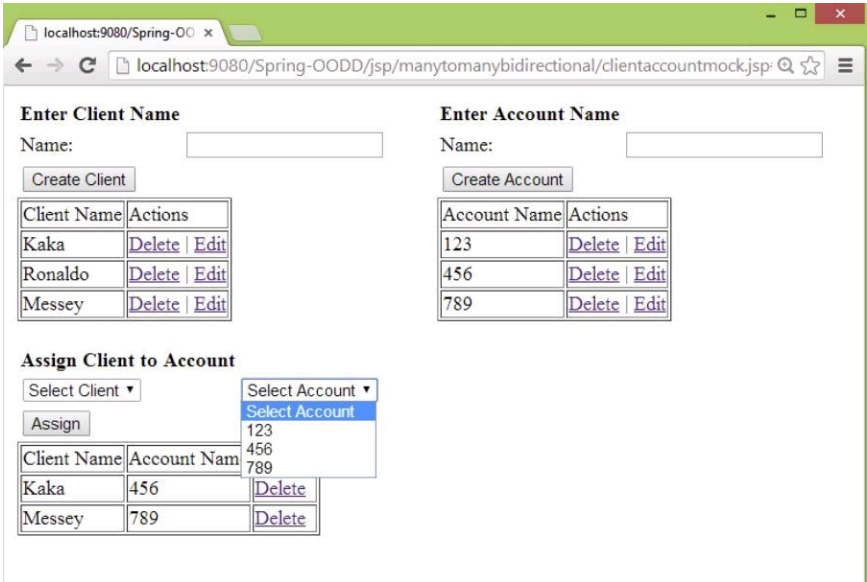 localhost:9080/Spring-OO
localhost:9080/Spring-OODD/jsp/manytomanybidirectional/clientaccountmock.jsp
Enter Client Name
Name:
Create Client
Client Name Actions
Kaka Delete | Edit
Ronaldo Delete | Edit
Messey Delete | Edit
Enter Account Name
Name:
Create Account
Account Name Actions
123 Delete | Edit
456 Delete | Edit
789 Delete | Edit
Assign Client to Account
Select Client
Select Account
Select Account
123
456
789
Assign
Client Name Account Nam
Kaka 456 Delete
Messey 789 Delete